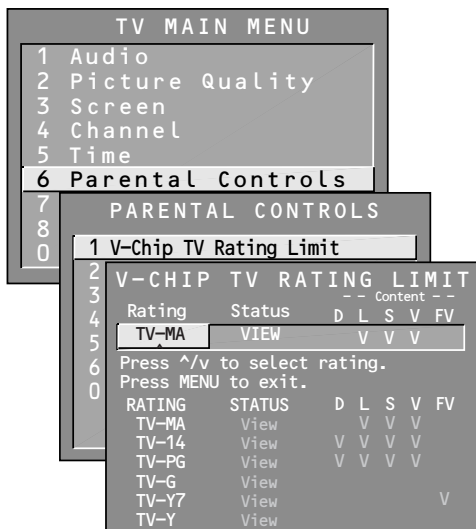 TV MAIN MENU
1 Audio
2 Picture Quality
3 Screen
4 Channel
5 Time
6 Parental Controls
7
8
0
PARENTAL CONTROLS
1 V-Chip TV Rating Limit
2
3
4
5
6
0
V-CHIP TV RATING LIMIT
-- Content --
Rating Status D L S V FV
TV-MA VIEW V V V
Press ^/v to select rating.
Press MENU to exit.
RATING STATUS D L S V FV
TV-MA View V V V
TV-14 View V V V V
TV-PG View V V V V
TV-G View
TV-Y7 View V
TV-Y View